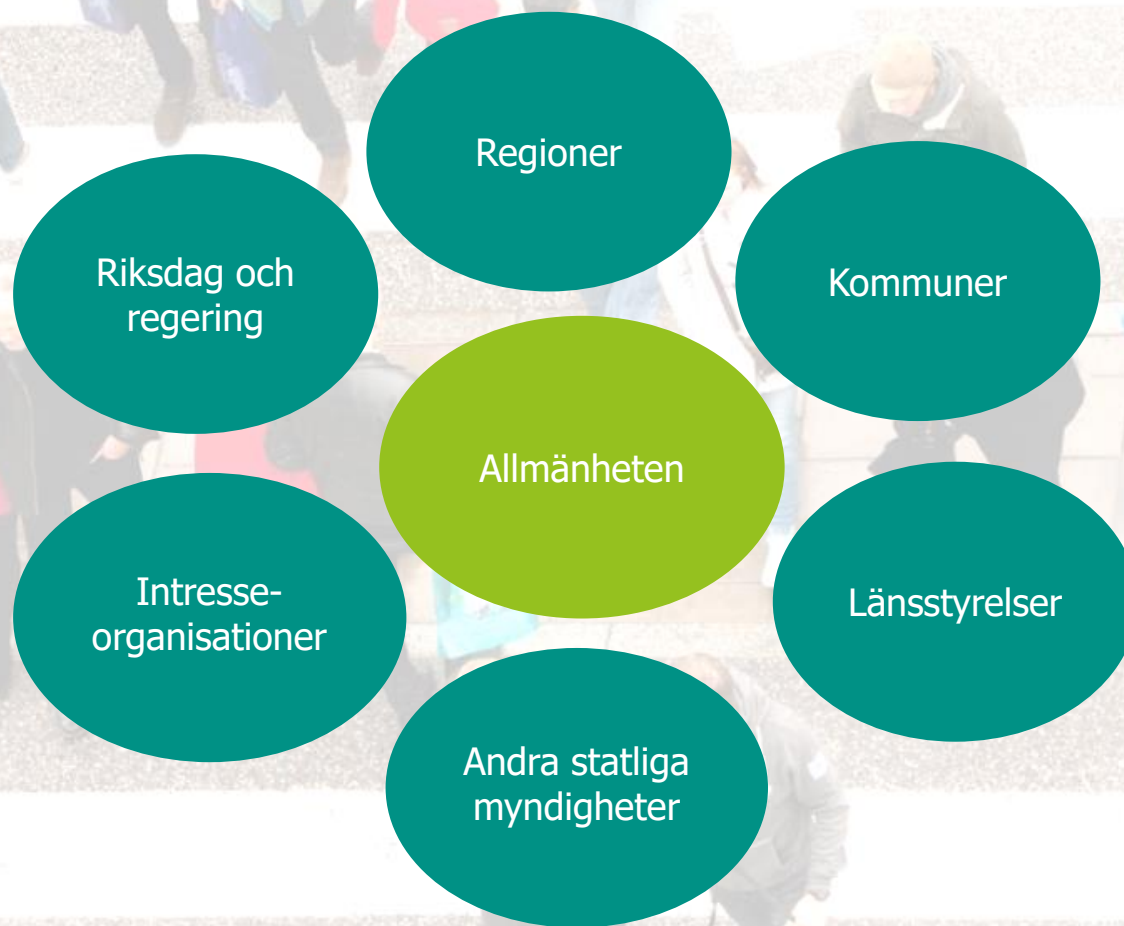 Regioner
Riksdag och
regering
Kommuner
Allmänheten
Intresse-
organisationer
Länsstyrelser
Andra statliga
myndigheter